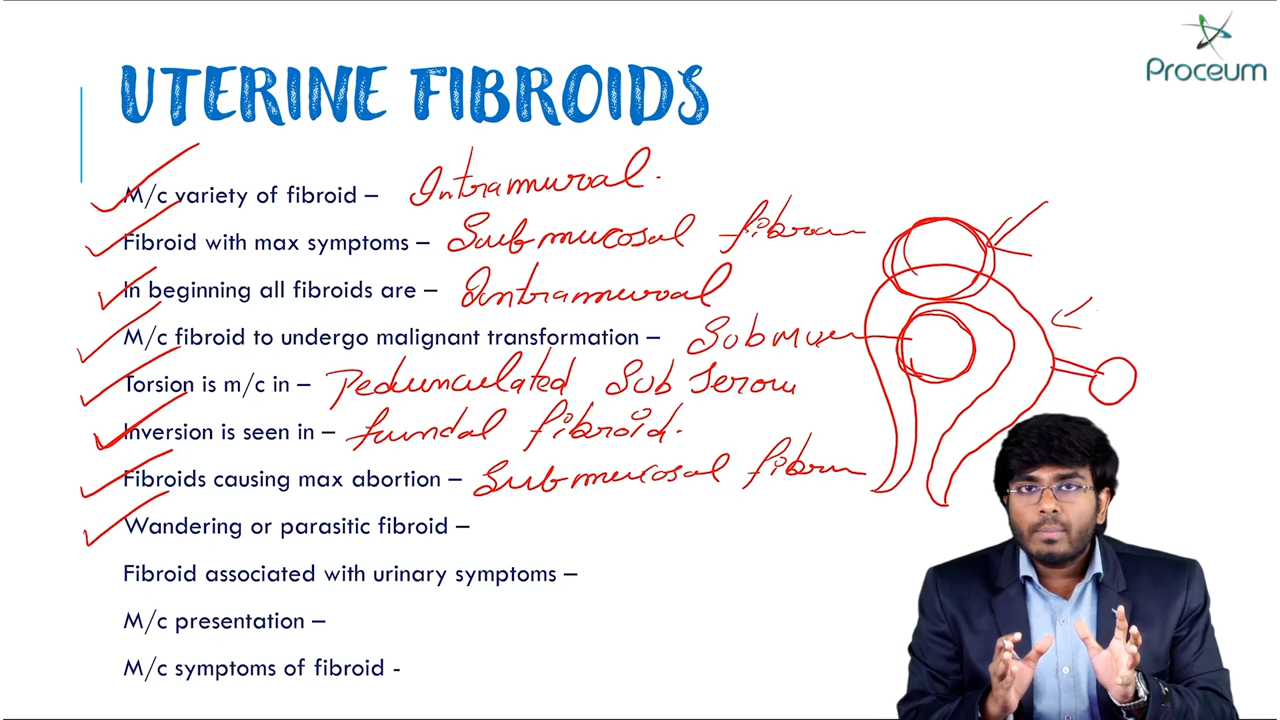 Proceum
UTERINE FIBROIDS
M/c variety of fibroid – Intramural.
Fibroid with max symptoms – Submucosal fibroid
In beginning all fibroids are – Intramural
M/c fibroid to undergo malignant transformation – Submuc
Torsion is m/c in – Pedunculated Sub serous
Inversion is seen in – fundal fibroid.
Fibroids causing max abortion – Submucosal fibroid
Wandering or parasitic fibroid –
Fibroid associated with urinary symptoms –
M/c presentation –
M/c symptoms of fibroid -